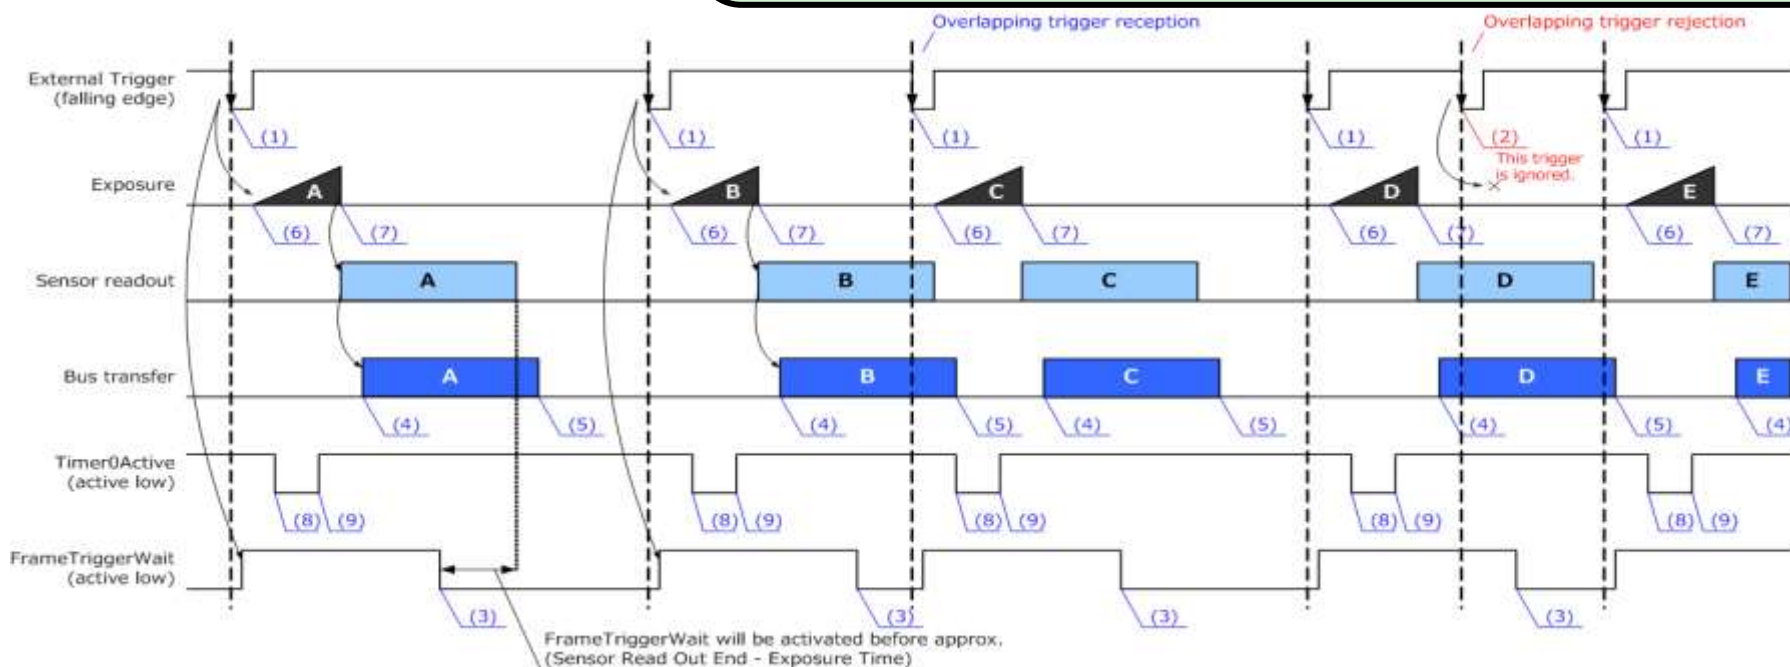 Overlapping trigger reception
Overlapping trigger rejection
External Trigger
(falling edge)
(1)
(1)
(1)
(1)
(2)
(1)
This trigger
is ignored.
Exposure
A
B
C
D
E
(6)
(7)
(6)
(7)
(6)
(7)
(6)
(7)
(6)
(7)
Sensor readout
A
B
C
D
E
Bus transfer
A
B
C
D
E
(4)
(5)
(4)
(5)
(4)
(5)
(4)
(5)
(4)
Timer0Active
(active low)
(8)
(9)
(8)
(9)
(8)
(9)
(8)
(9)
(8)
(9)
FrameTriggerWait
(active low)
(3)
(3)
(3)
(3)
FrameTriggerWait will be activated before approx.
(Sensor Read Out End - Exposure Time)